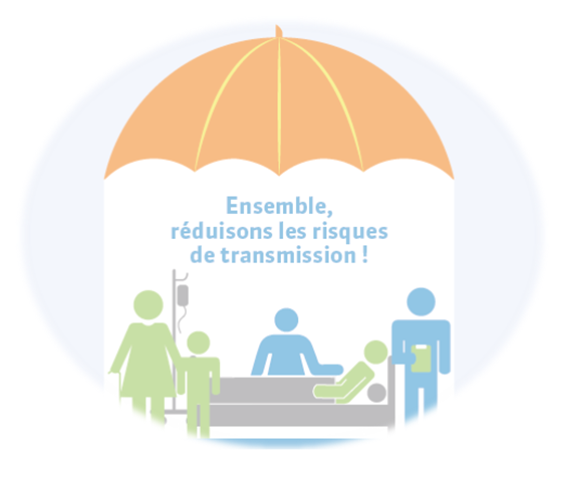 Ensemble,
réduisons les risques
de transmission !